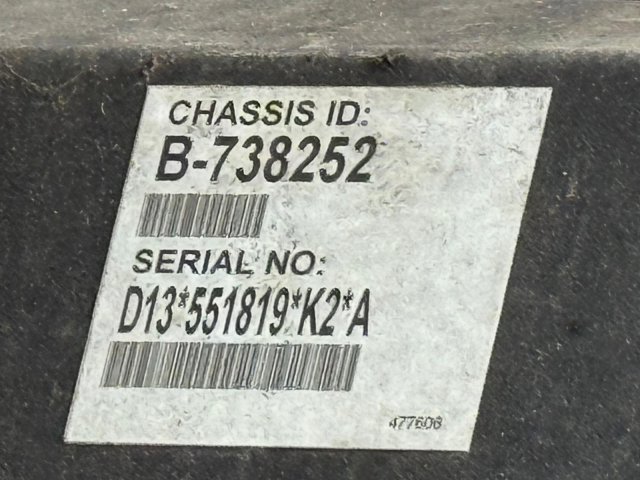 CHASSIS ID:
B-738252
SERIAL NO:
D13*551819*K2*A
477606